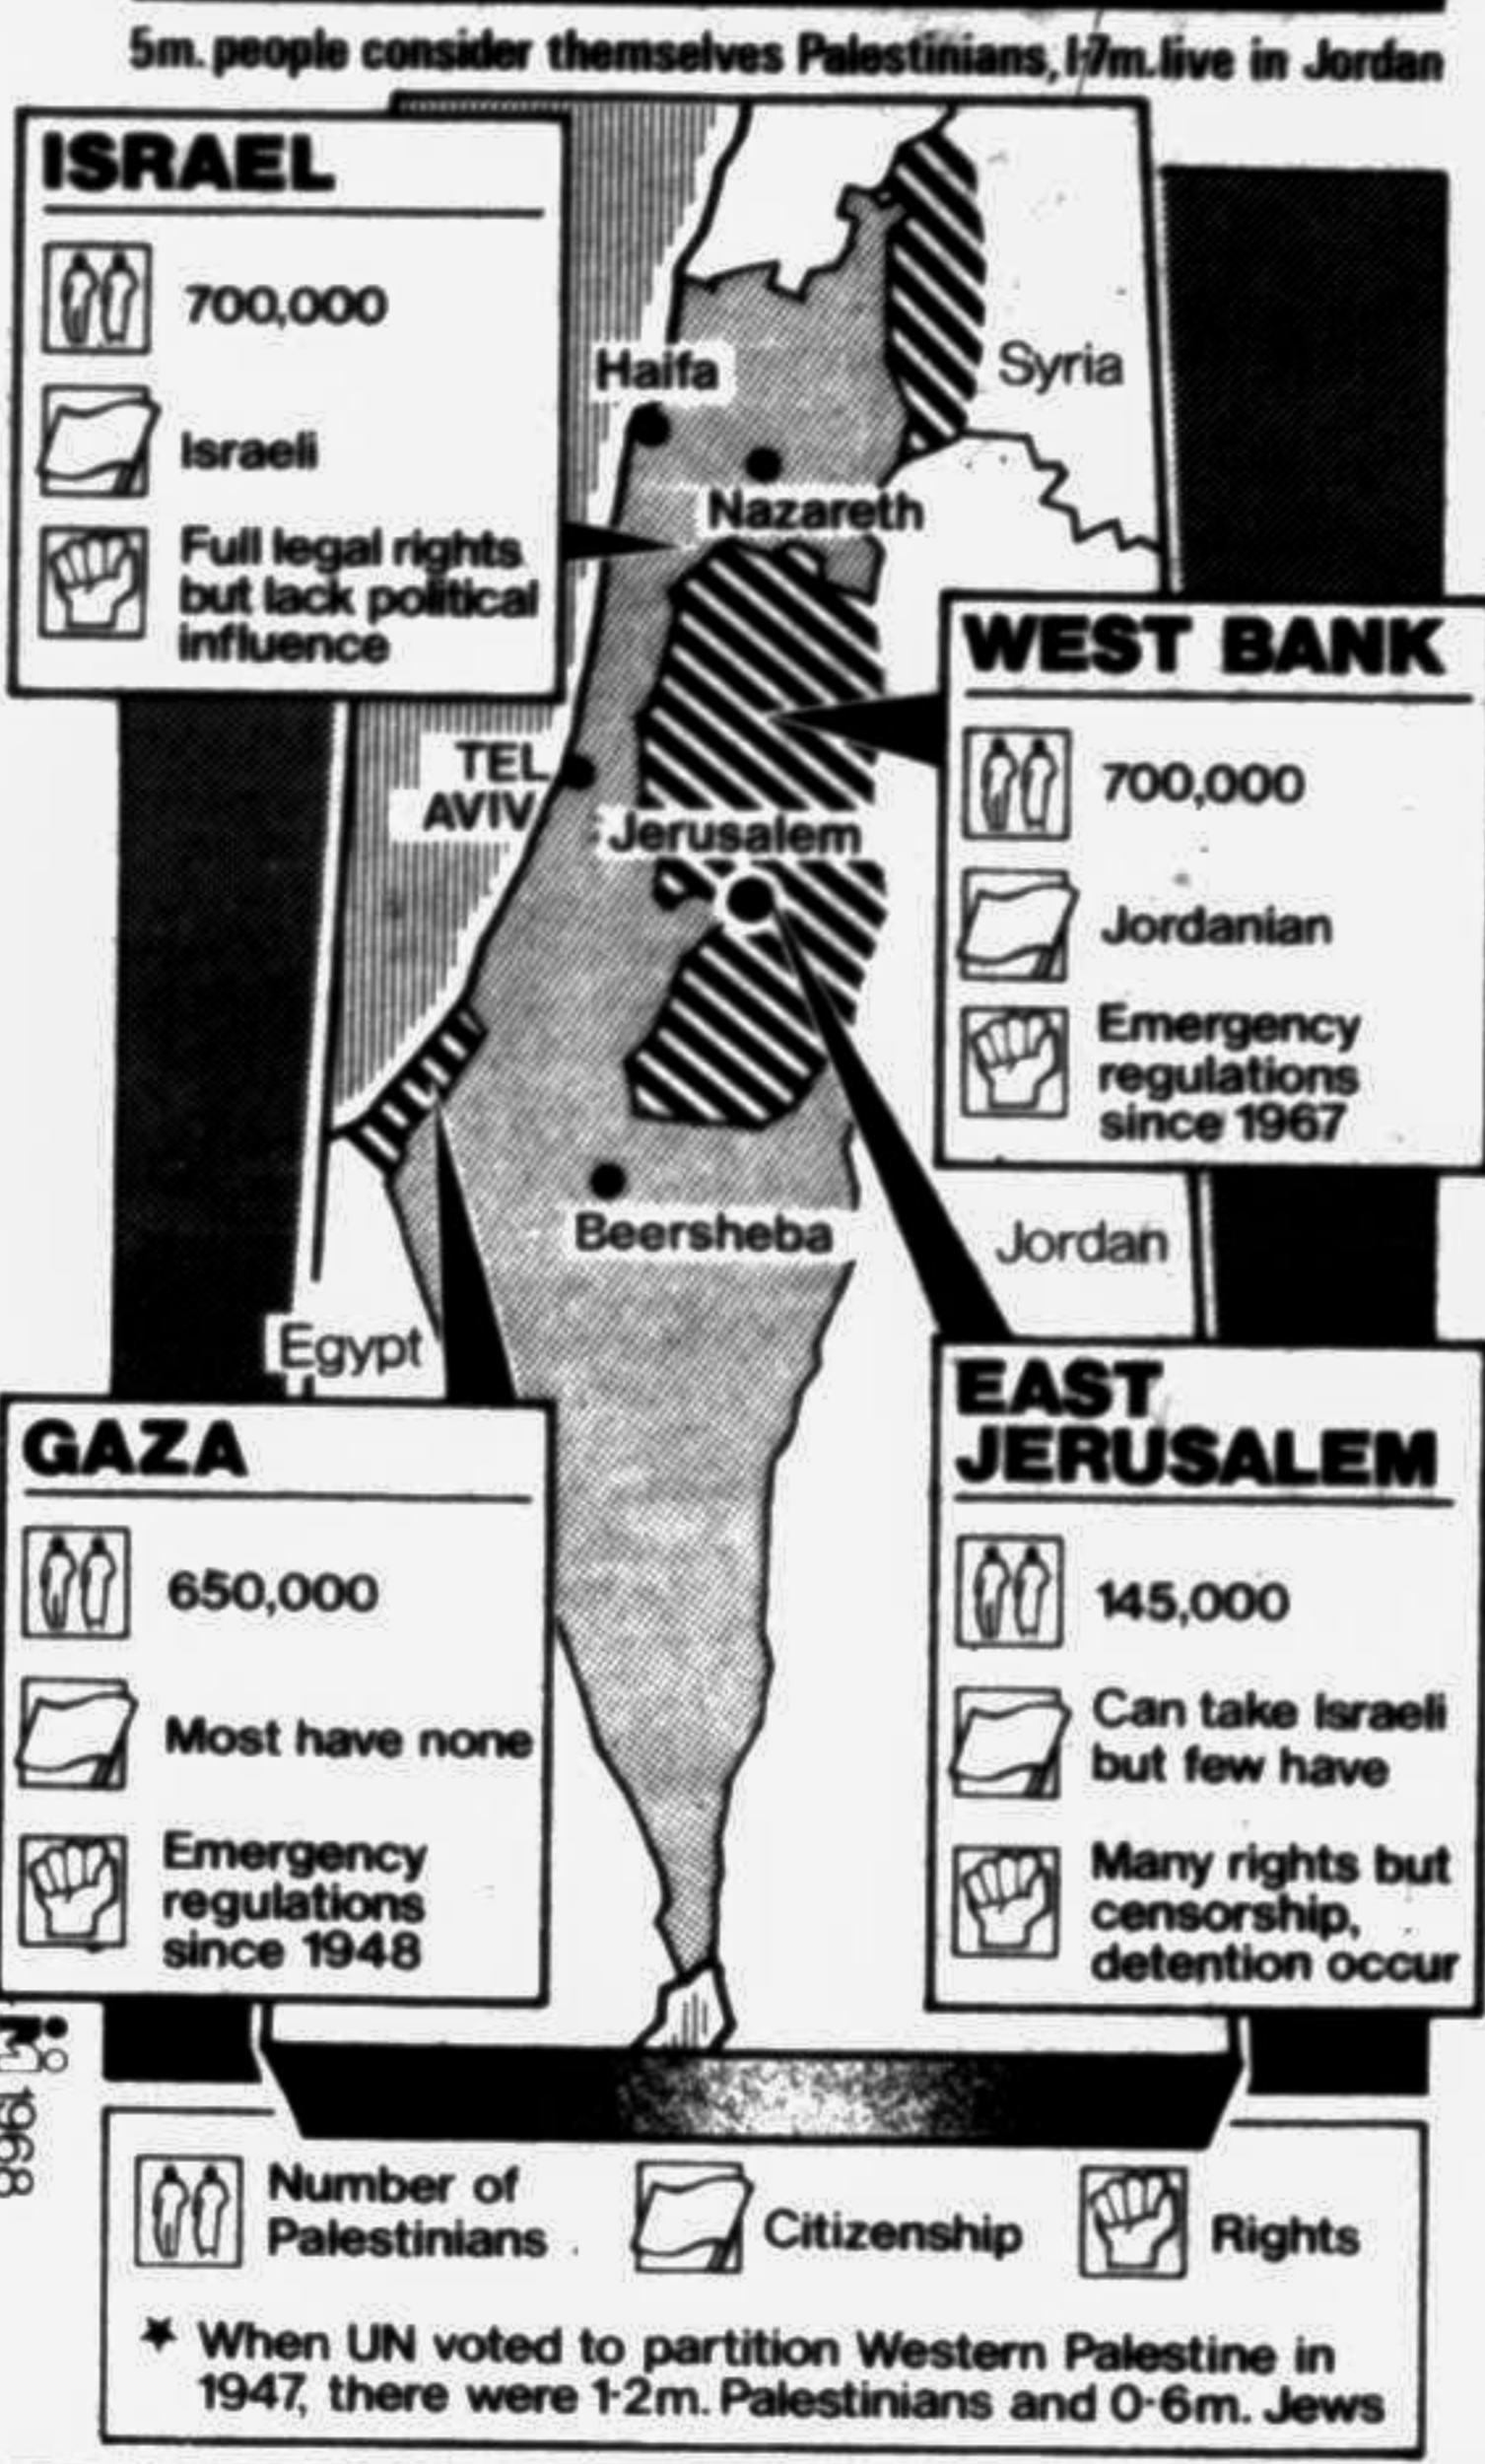 5m. people consider themselves Palestinians, 1·7m. live in Jordan
ISRAEL
700,000
Israeli
Full legal rights
but lack political
influence
Haifa
Nazareth
Syria
WEST BANK
700,000
Jordanian
Emergency
regulations
since 1967
TEL
AVIV
Jerusalem
Beersheba
Jordan
Egypt
GAZA
650,000
Most have none
Emergency
regulations
since 1948
EAST
JERUSALEM
145,000
Can take Israeli
but few have
Many rights but
censorship,
detention occur
1968
Number of
Palestinians
Citizenship
Rights
★ When UN voted to partition Western Palestine in
1947, there were 1·2m. Palestinians and 0·6m. Jews